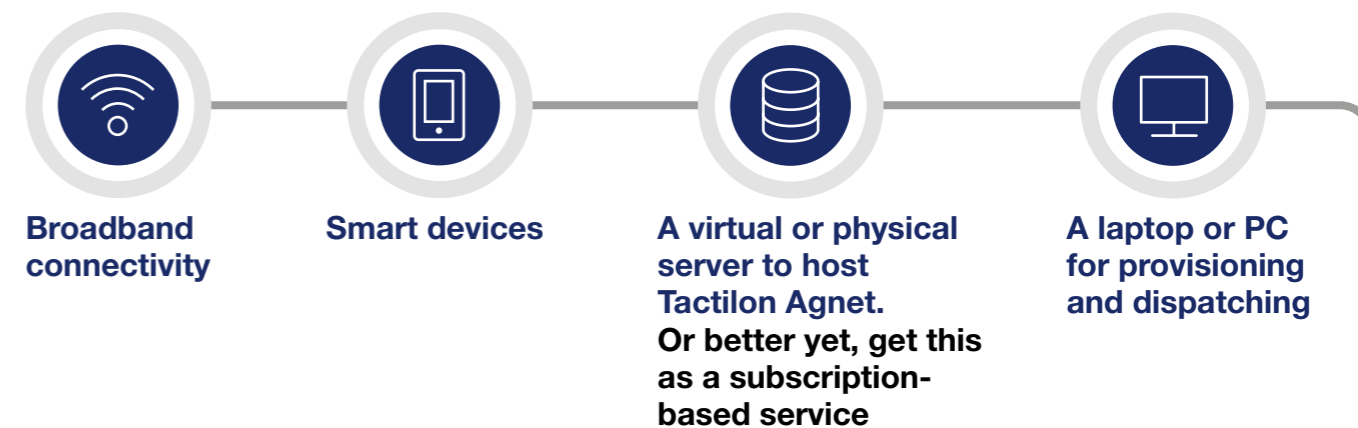 Broadband
connectivity
Smart devices
A virtual or physical
server to host
Tactilon Agnet.
Or better yet, get this
as a subscription-
based service
A laptop or PC
for provisioning
and dispatching